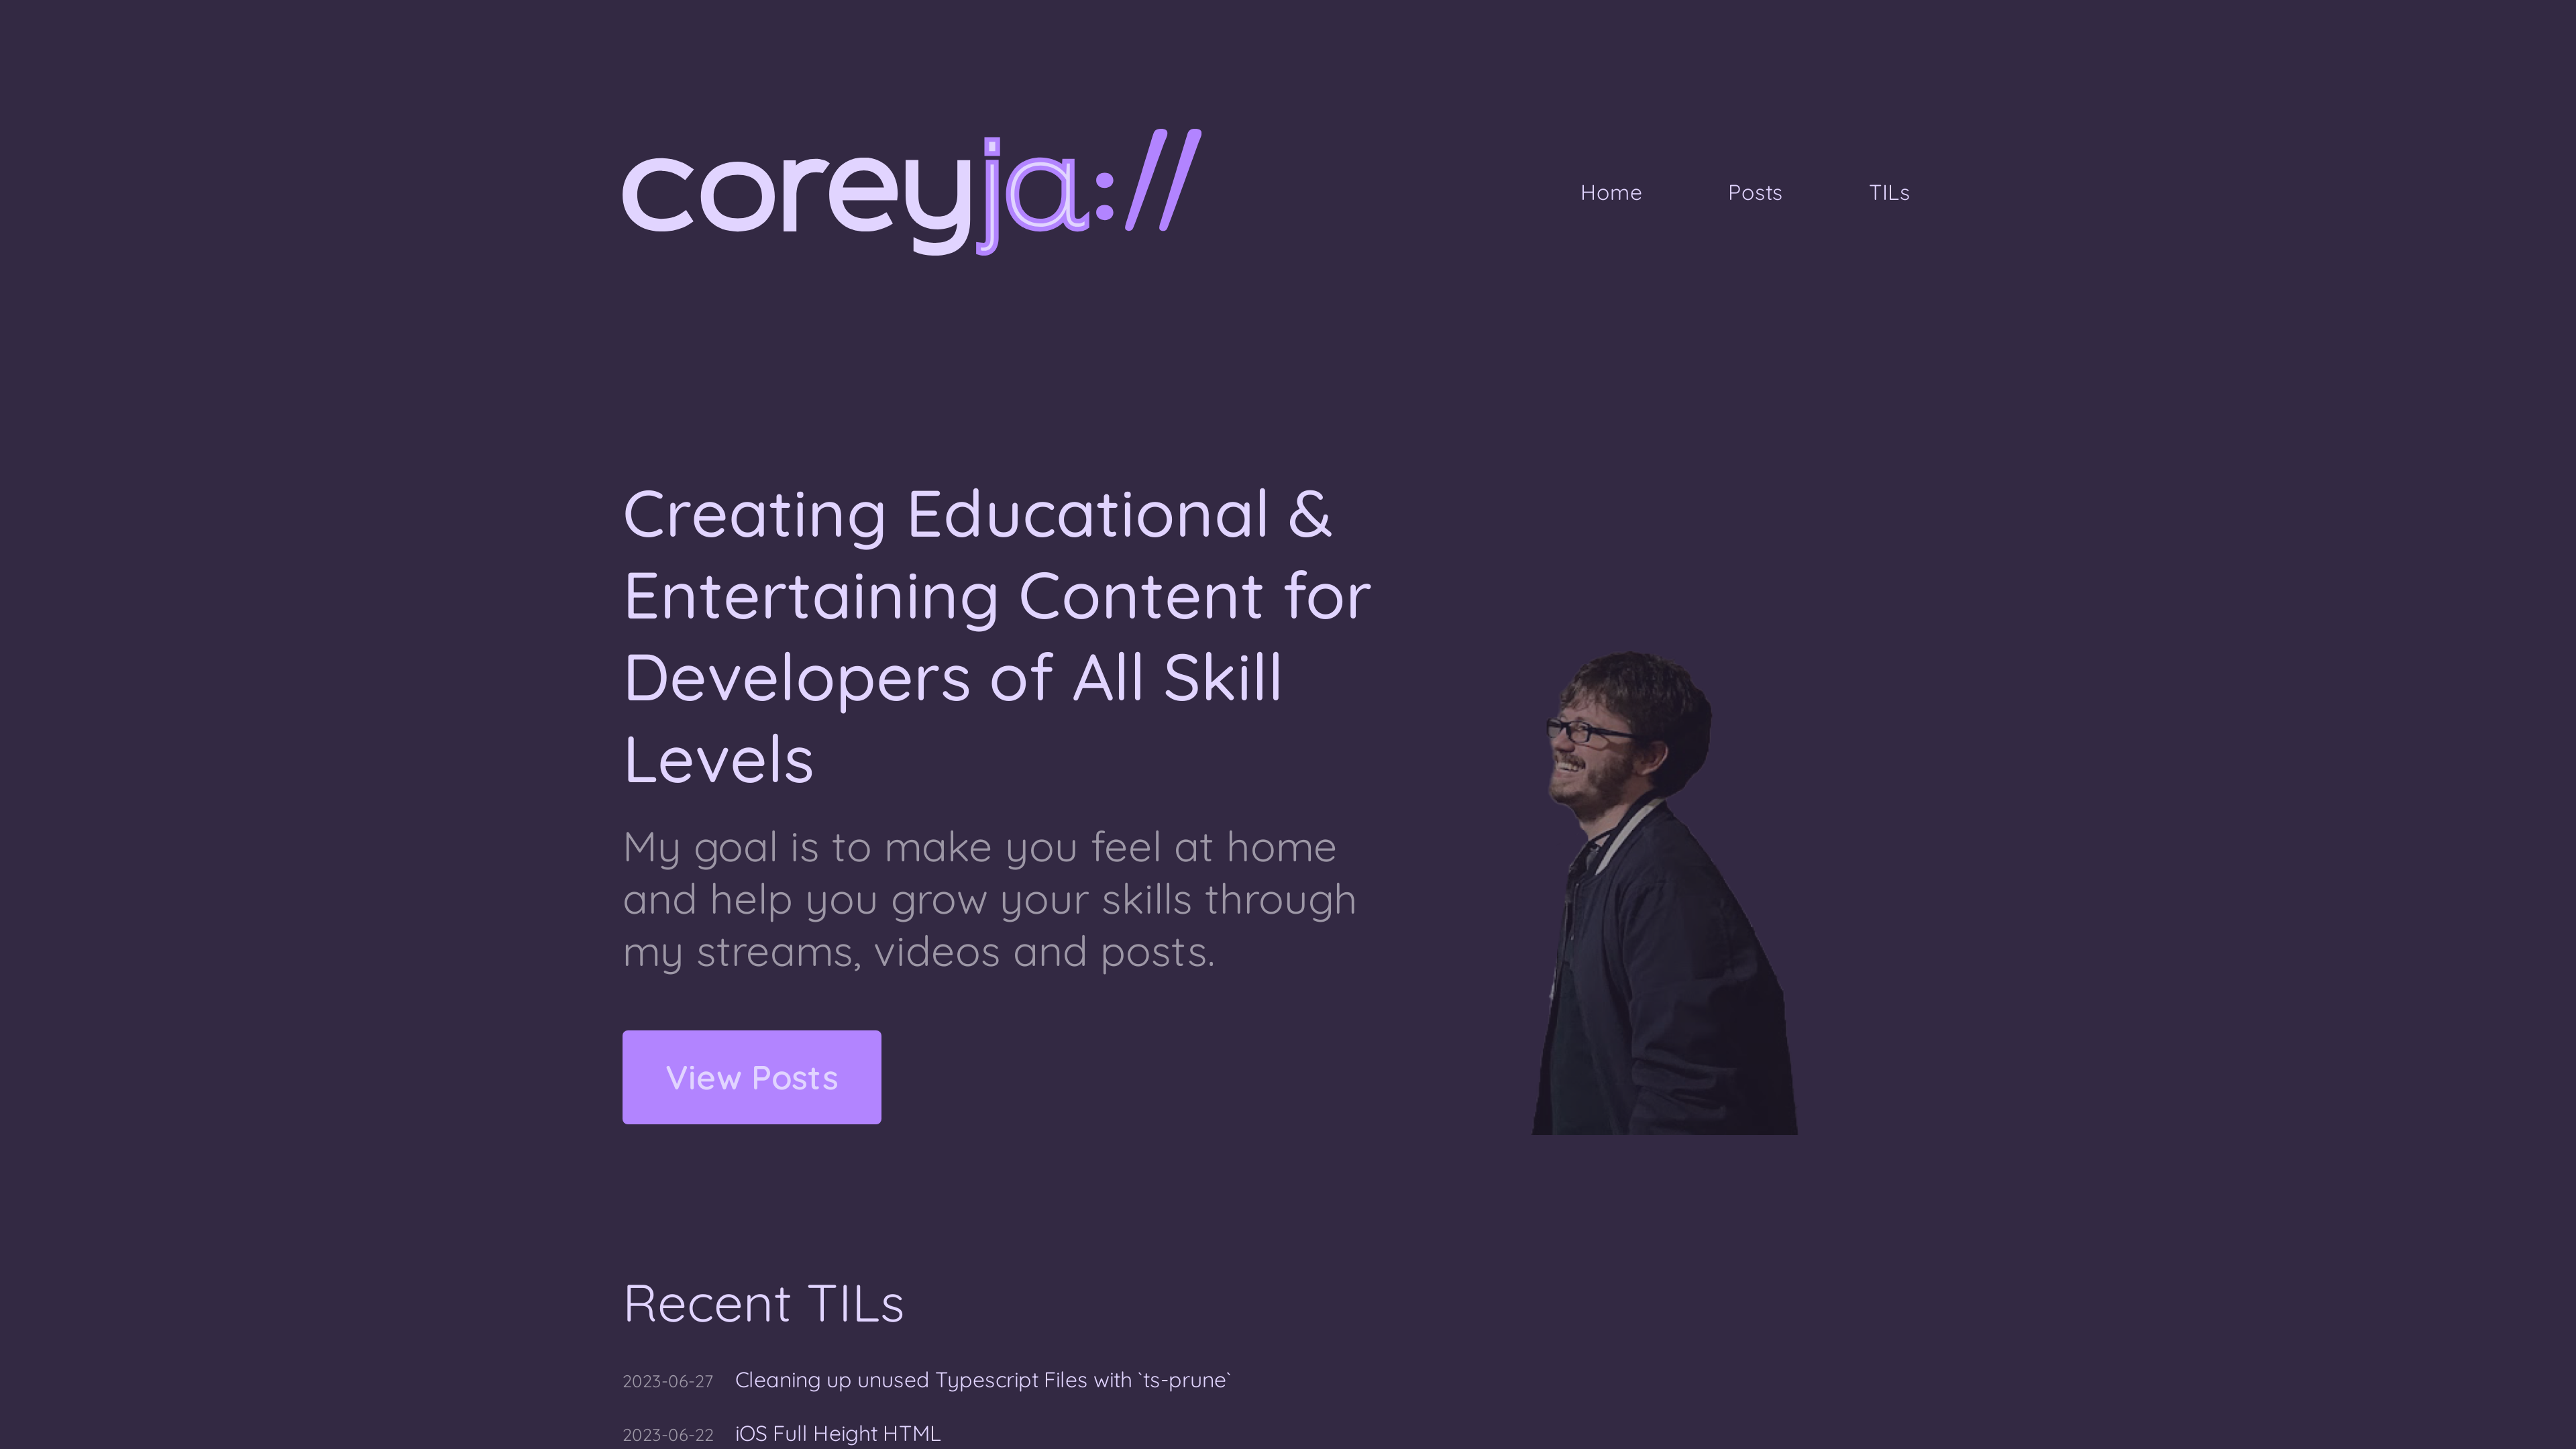 coreyja://
Home
Posts
TILs
Creating Educational &
Entertaining Content for
Developers of All Skill
Levels
My goal is to make you feel at home
and help you grow your skills through
my streams, videos and posts.
View Posts
Recent TILs
2023-06-27 Cleaning up unused Typescript Files with `ts-prune`
2023-06-22 iOS Full Height HTML